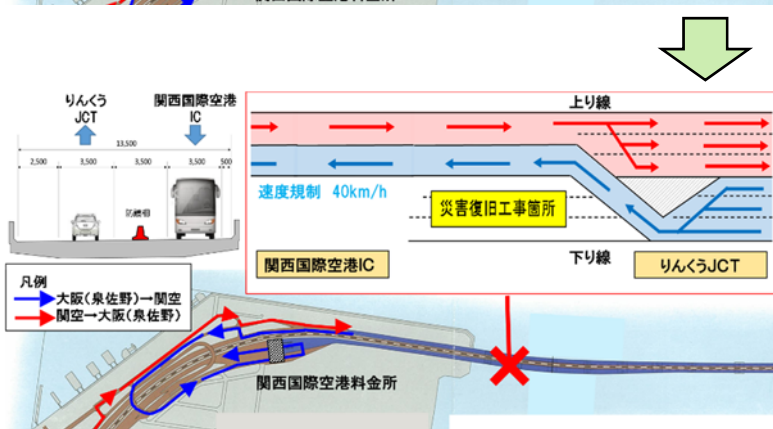 りんくう
JCT
関西国際空港
IC
13,500
2,500
3,500
3,500
3,500
500
上り線
速度規制 40km/h
災害復旧工事箇所
下り線
関西国際空港IC
りんくうJCT
凡例
大阪(泉佐野)→関空
関空→大阪(泉佐野)
関西国際空港料金所